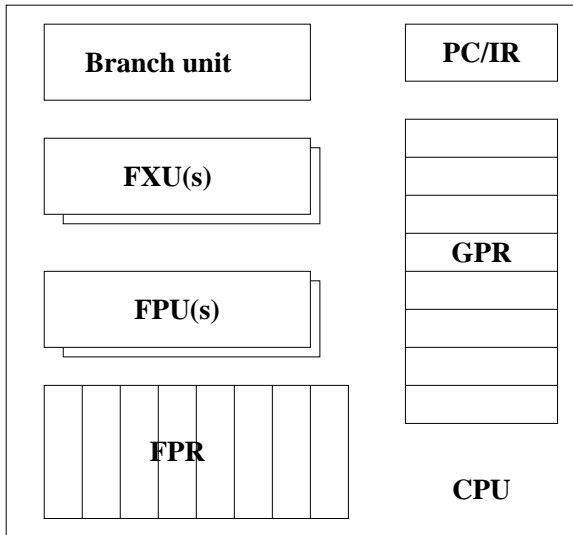 Branch unit
PC/IR
FXU(s)
GPR
FPU(s)
FPR
CPU